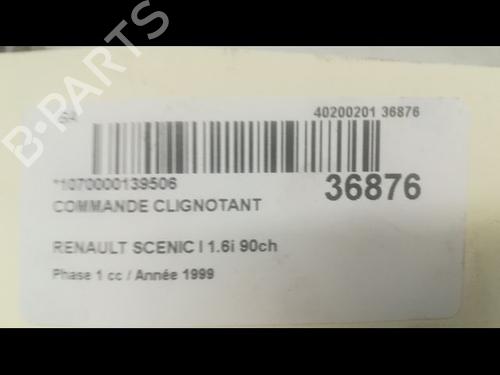 B-PARTS
40200201 36876
*1070000139506
36876
COMMANDE CLIGNOTANT
RENAULT SCENIC I 1.6i 90ch
Phase 1 cc / Année 1999